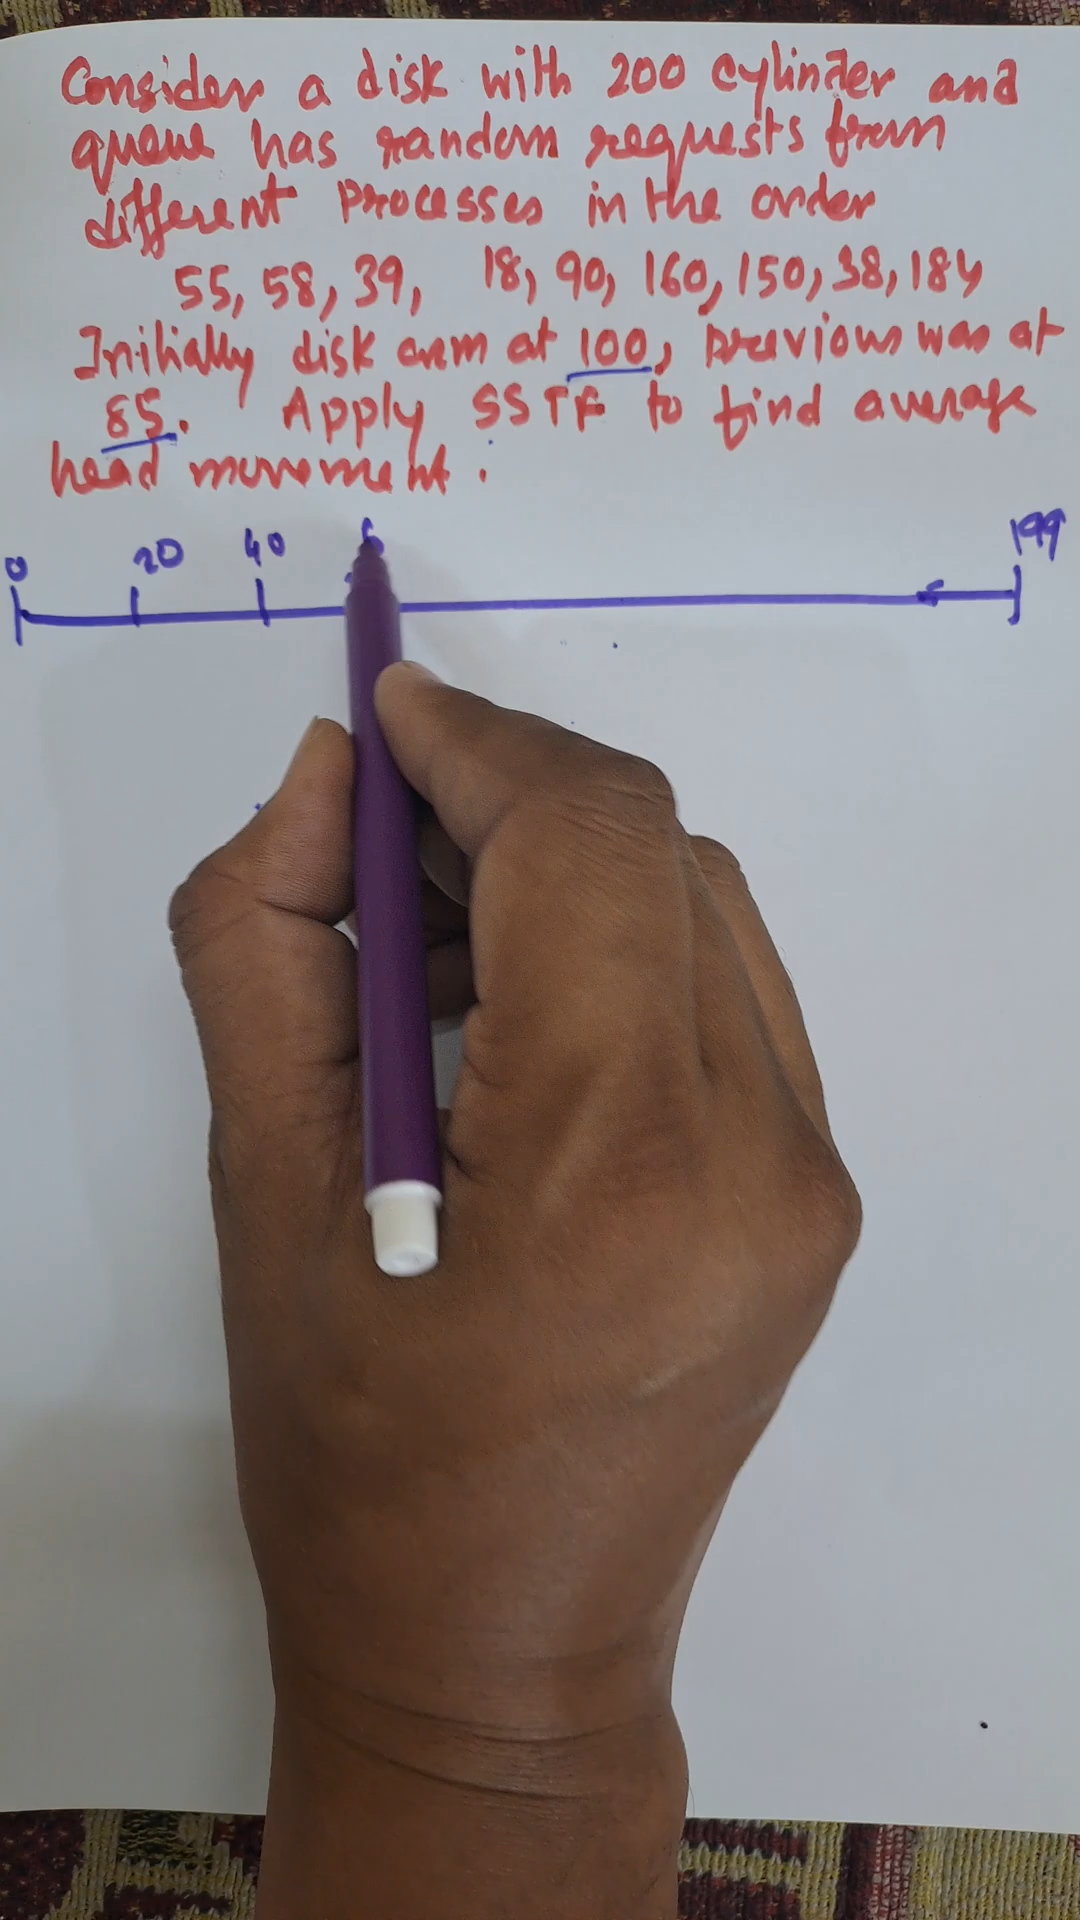 Consider a disk with 200 cylinder and
queue has random requests from
different processes in the order
55, 58, 39, 18, 90, 160, 150, 38, 184
Initially disk arm at 100, previous was at
85. Apply SSTF to find average
head movement.
0 20 40 6 199